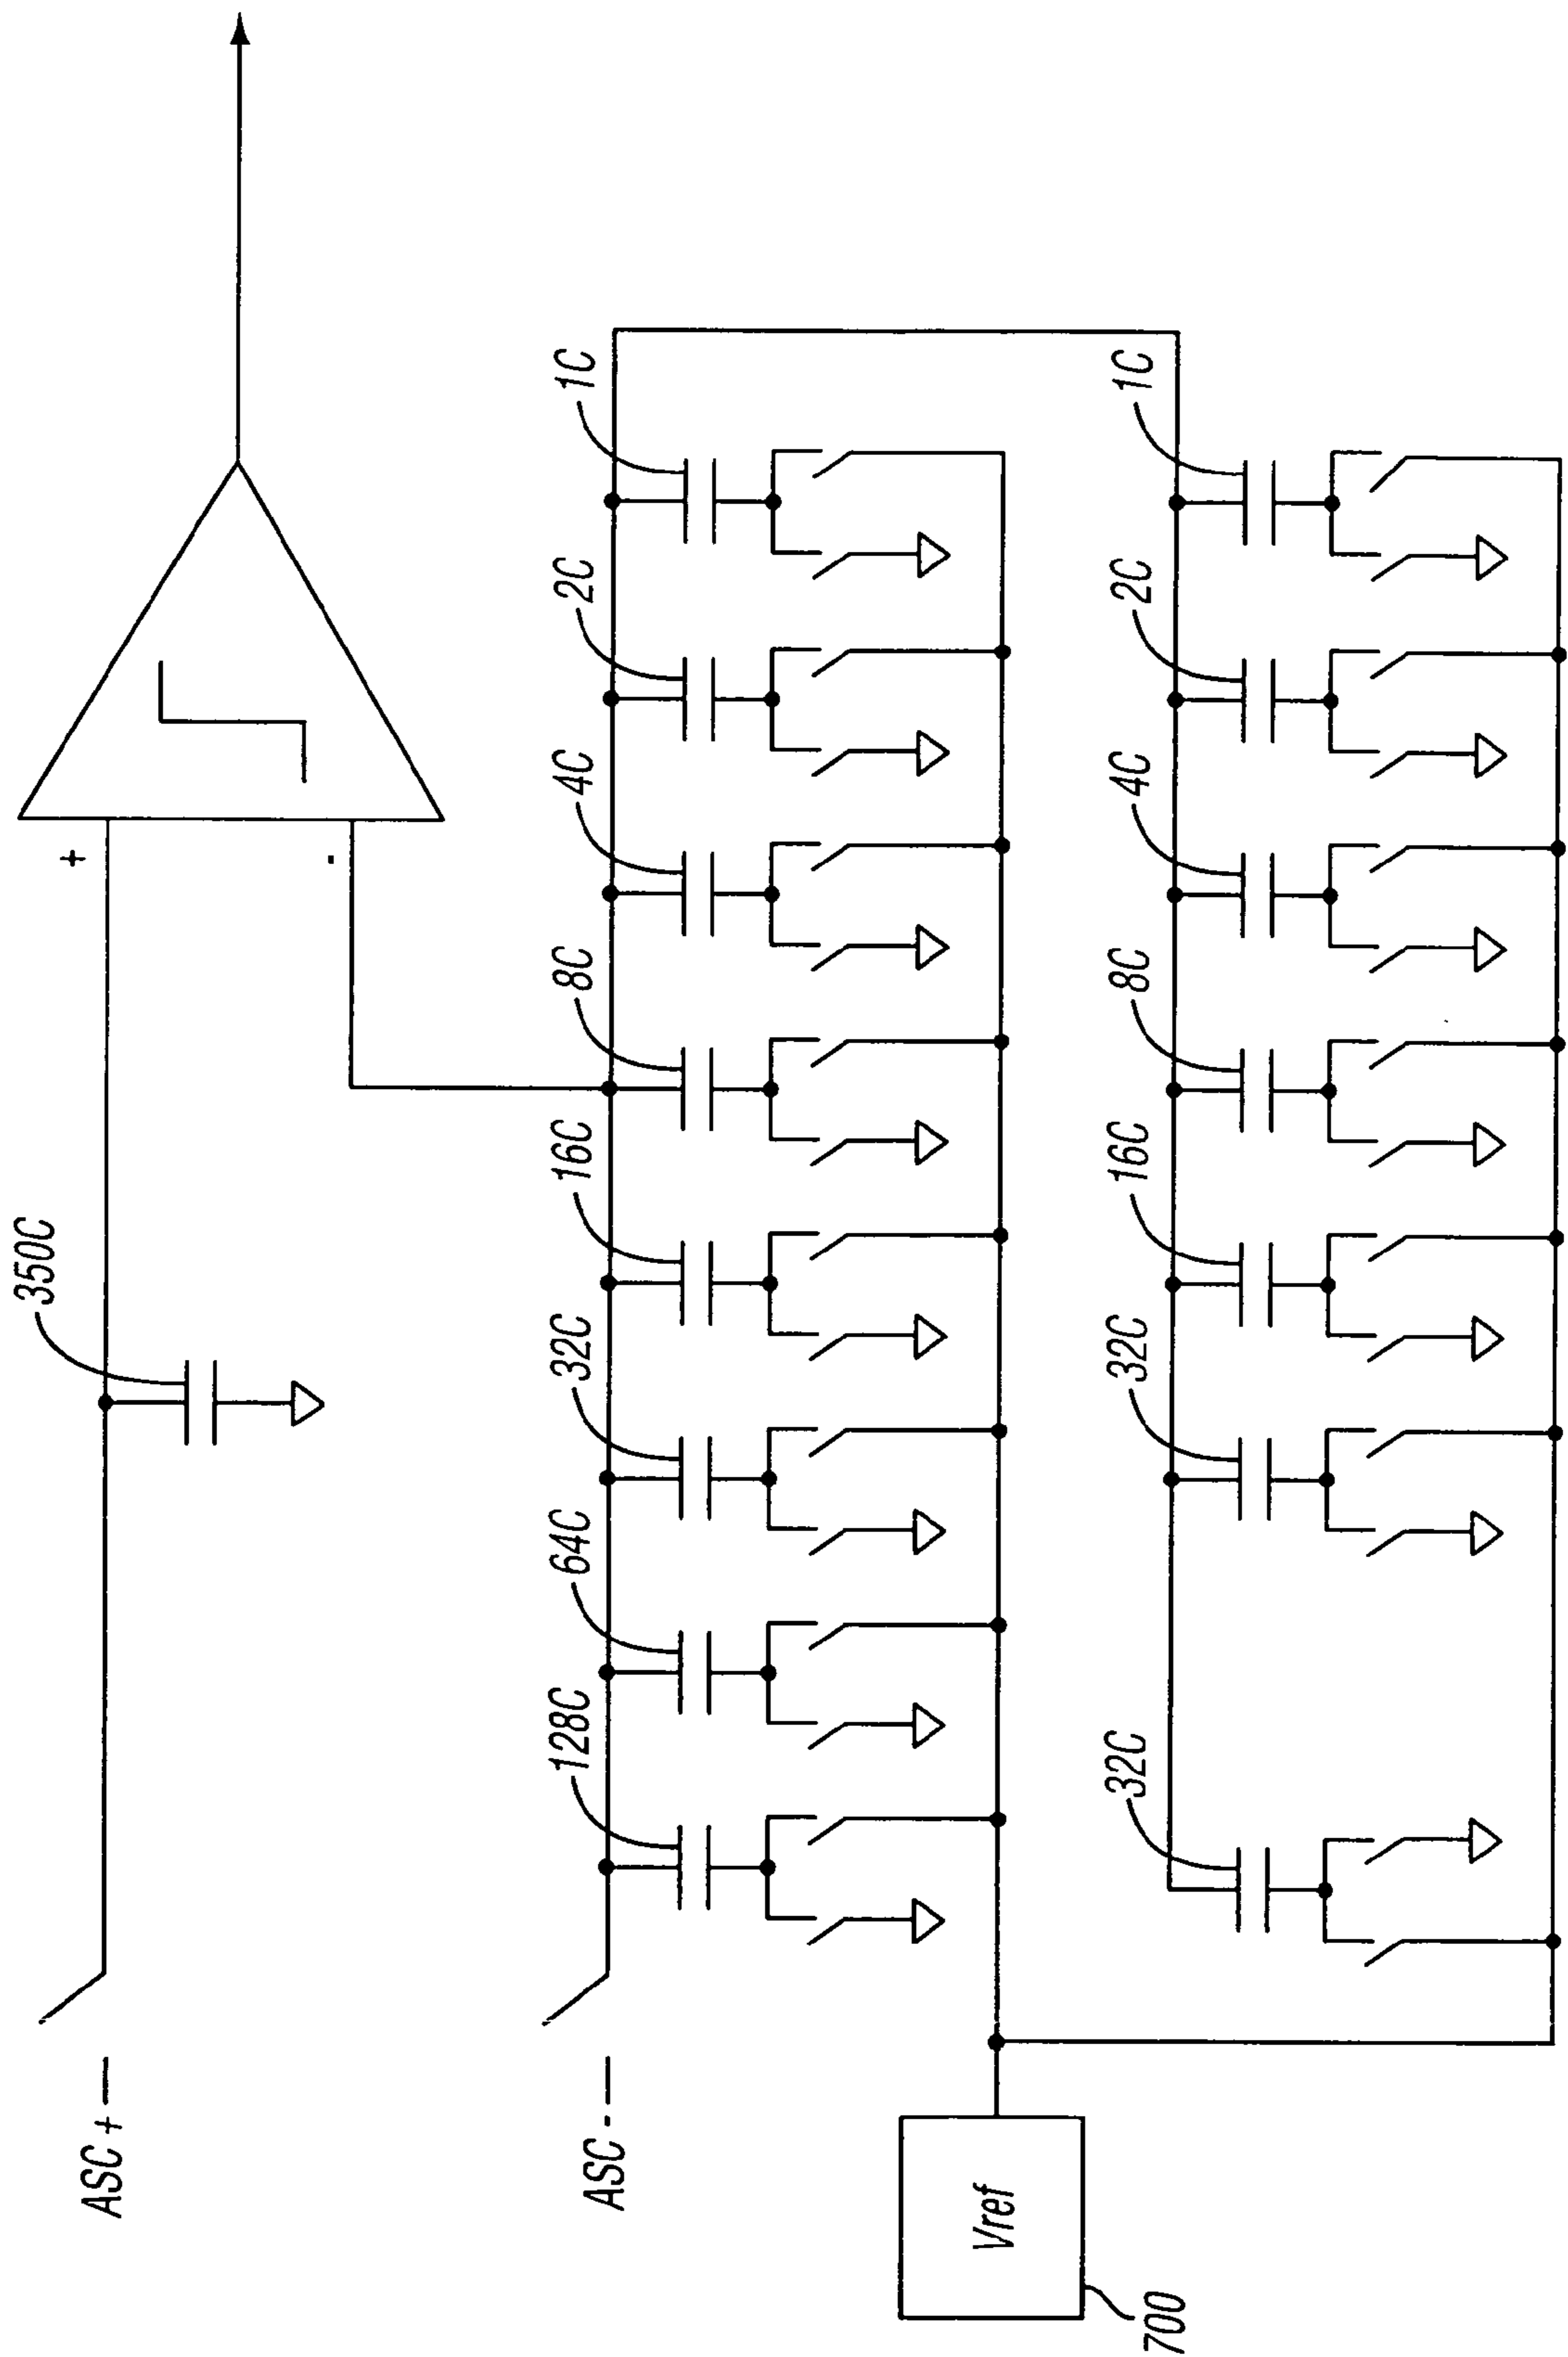 350C
+
-
ASC +
ASC -
128C
64C
32C
16C
8C
4C
2C
1C
Vref
700
32C
32C
16C
8C
4C
2C
1C